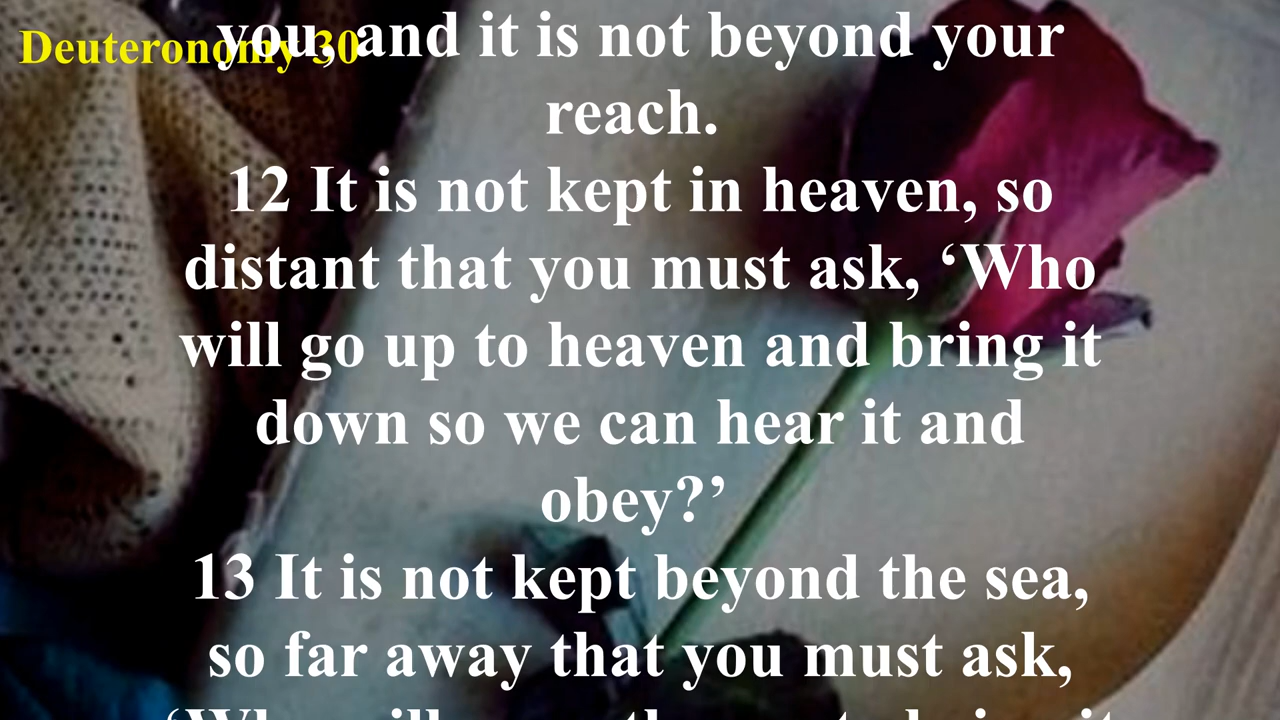 Deuteronomy 30
you, and it is not beyond your
reach.
12 It is not kept in heaven, so
distant that you must ask, ‘Who
will go up to heaven and bring it
down so we can hear it and
obey?’
13 It is not kept beyond the sea,
so far away that you must ask,